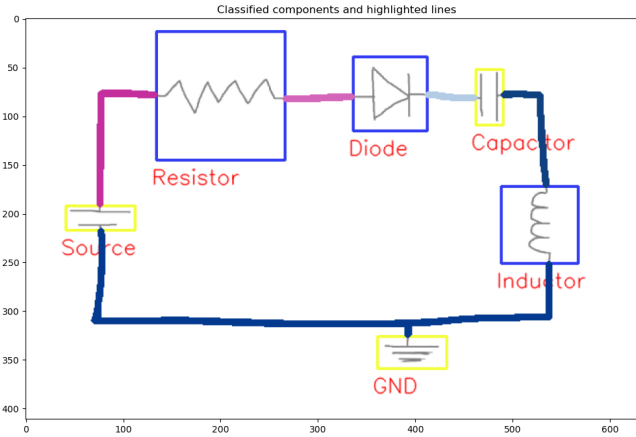 Classified components and highlighted lines
0
50
100
150
200
250
300
350
400
Resistor
Diode
Capacitor
Source
Inductor
GND
0 100 200 300 400 500 600